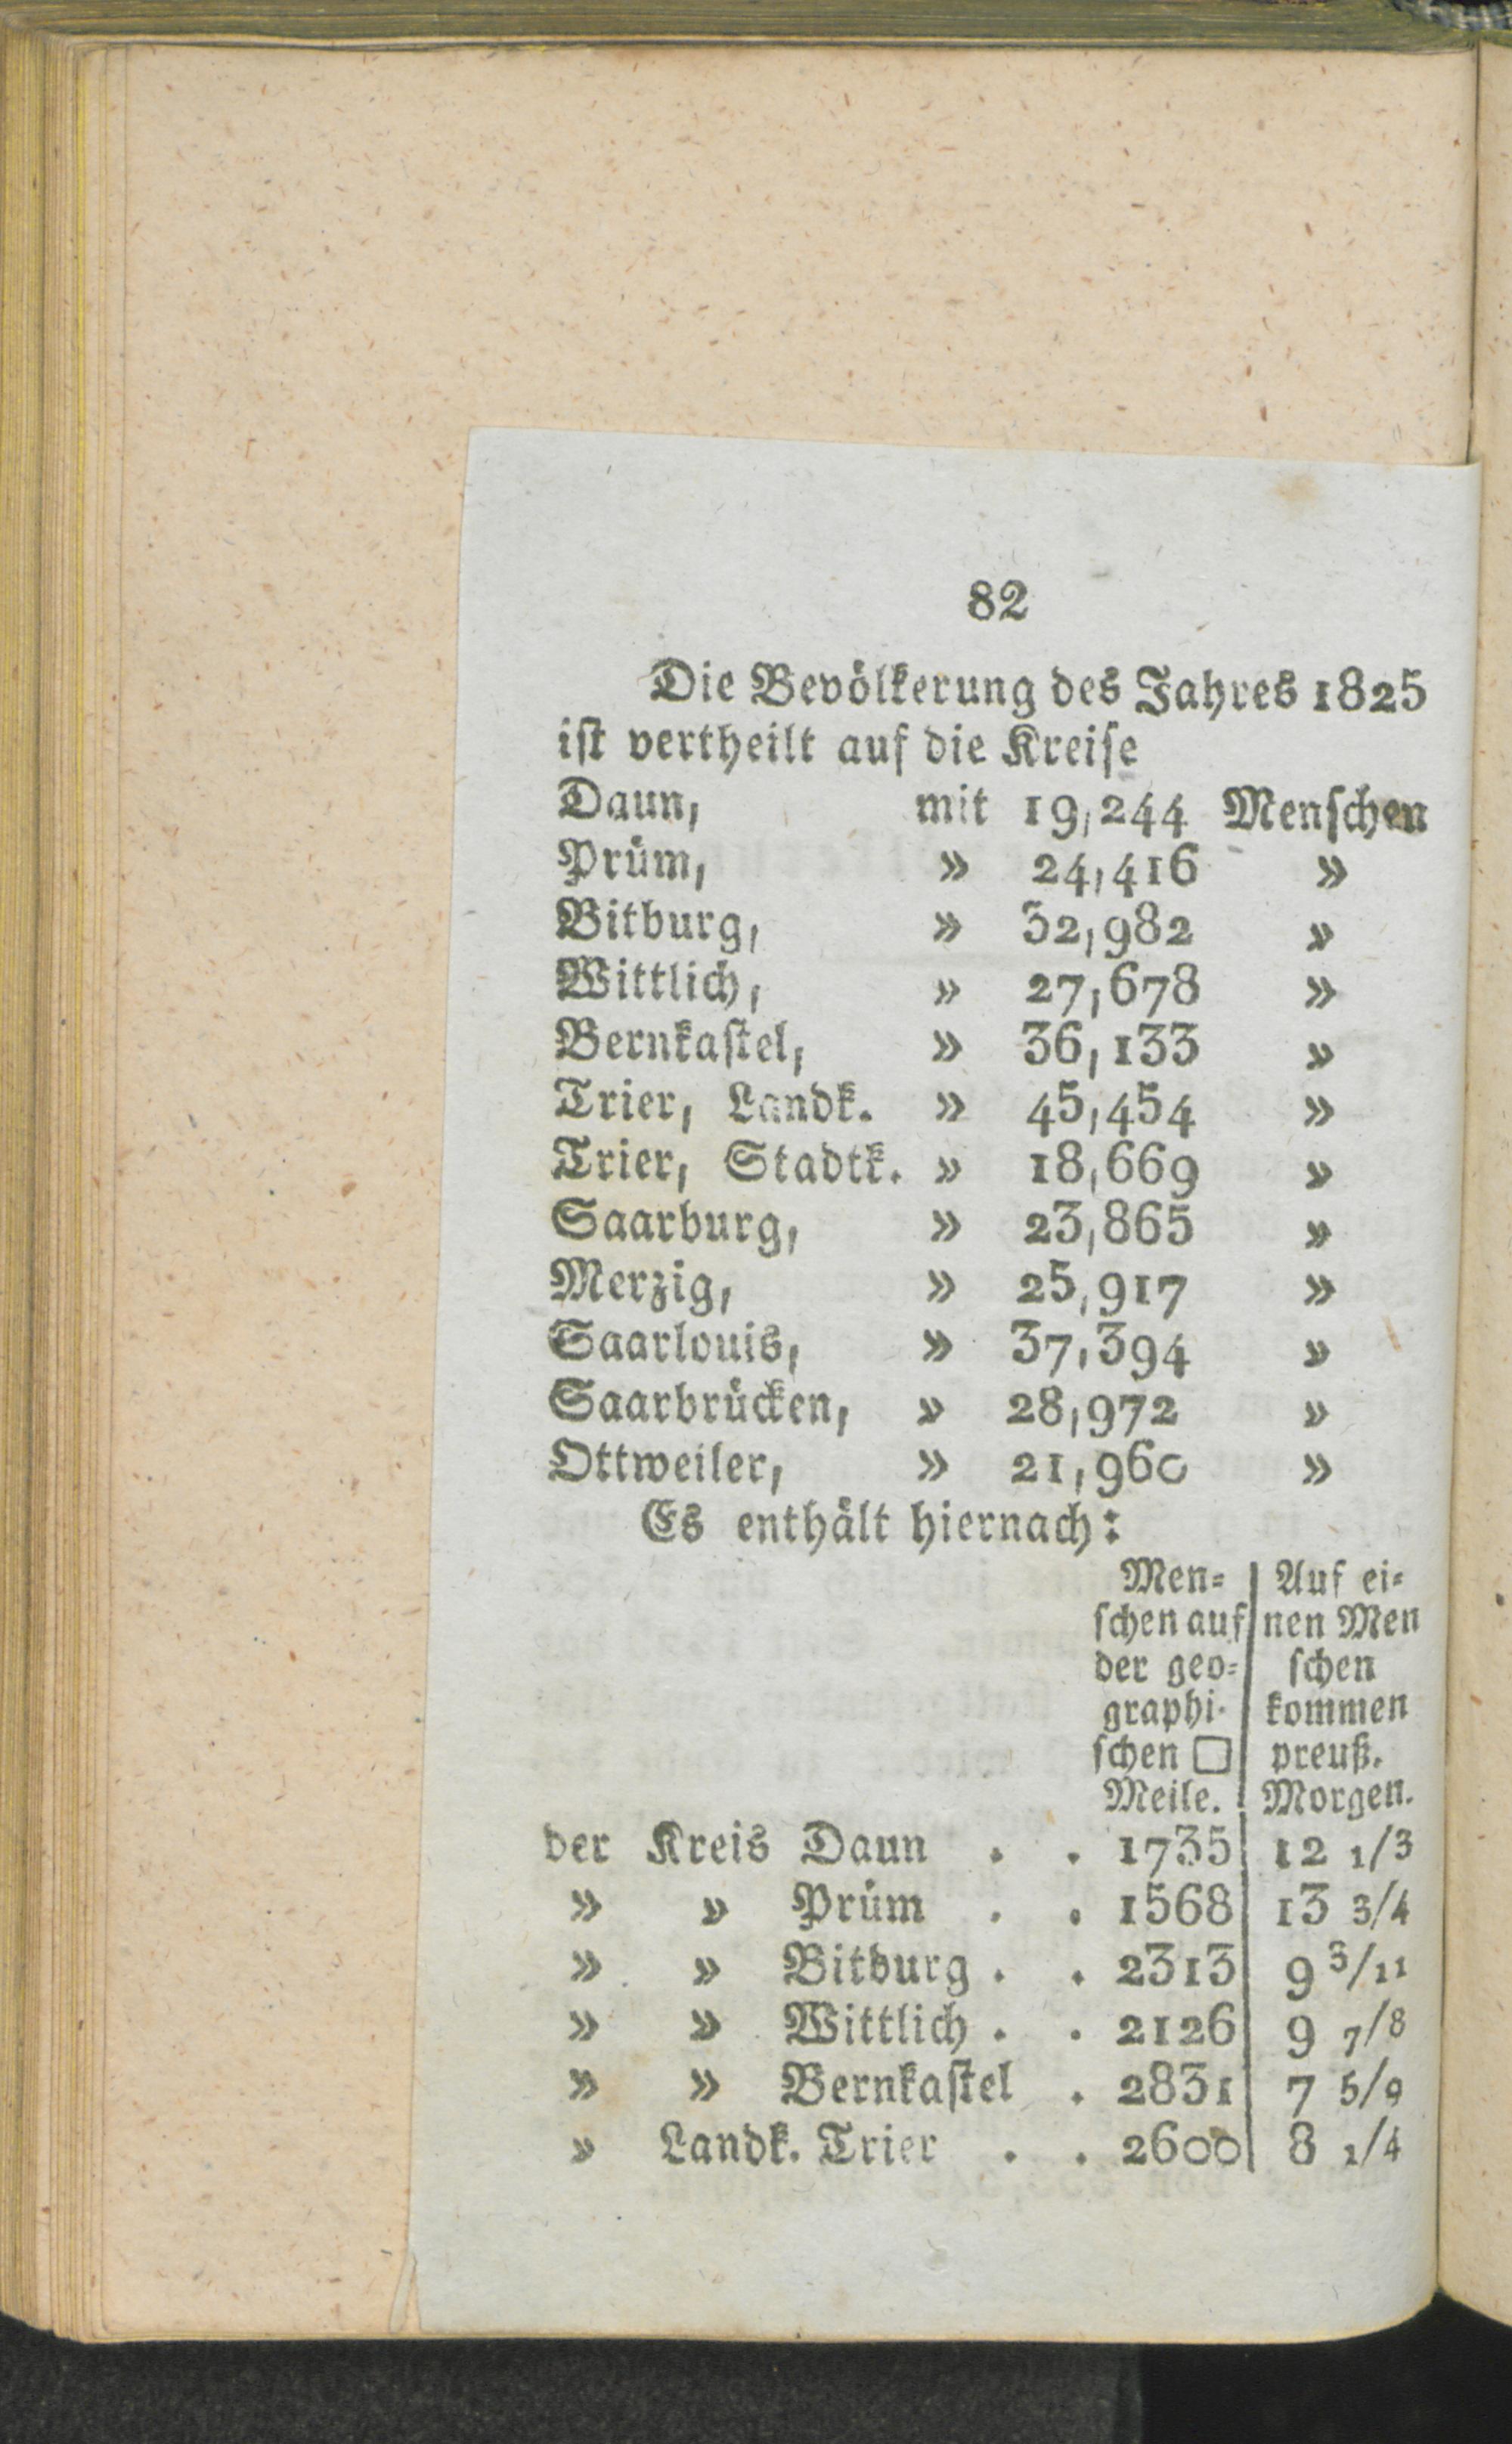 82
Die Bevölkerung des Jahres 1825
ist vertheilt auf die Kreise
Daun, mit 19,244 Menschen
Prüm, » 24,416 »
Bitburg, » 32,982 »
Wittlich, » 27,678 »
Bernkastel, » 36,133 »
Trier, Landk. » 45,454 »
Trier, Stadtk. » 18,669 »
Saarburg, » 23,865 »
Merzig, » 25,917 »
Saarlouis, » 37,394 »
Saarbrücken, » 28,972 »
Ottweiler, » 21,960 »
Es enthält hiernach:
Men= | Auf ei=
schen auf | nen Men
der geo= | schen
graphi- | kommen
schen □ | preuß.
Meile. | Morgen.
der Kreis Daun . . 1735 | 12 1/3
» » Prüm . . 1568 | 13 3/4
» » Bitburg . . 2313 | 9 3/11
» » Wittlich . . 2126 | 9 7/8
» » Bernkastel . 2831 | 7 5/9
» Landk. Trier . . 2600 | 8 1/4